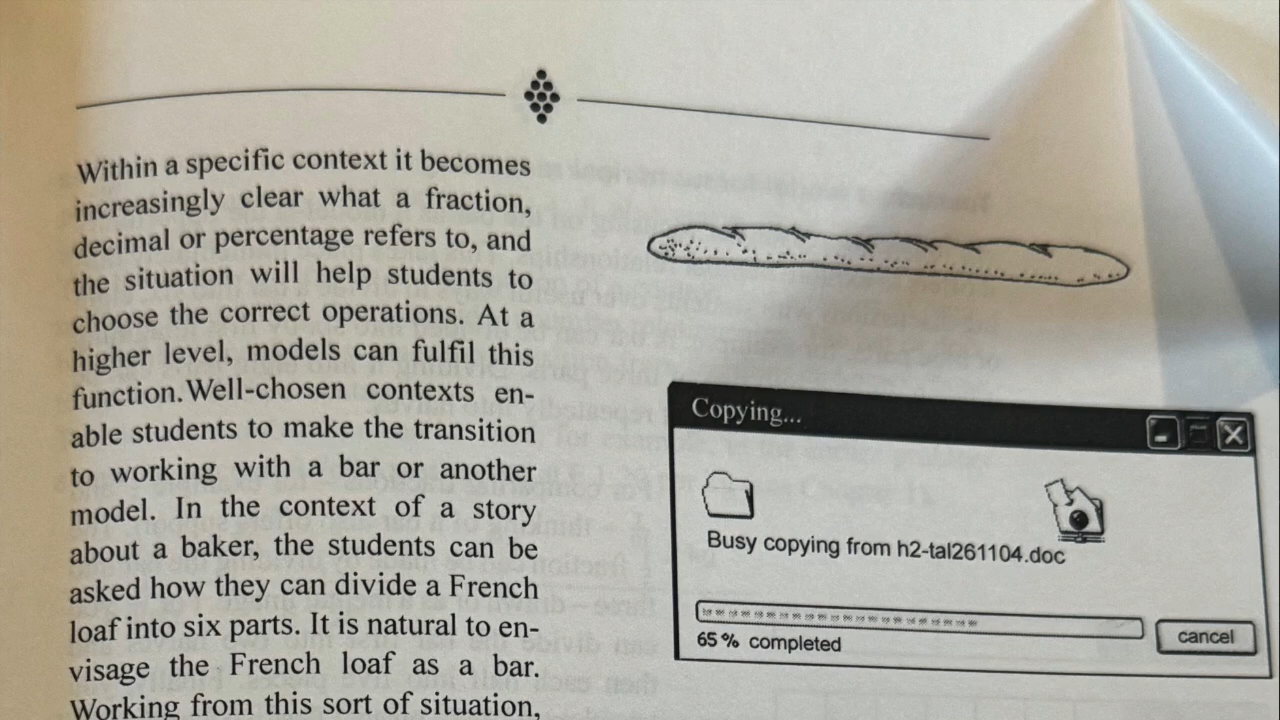 Within a specific context it becomes
increasingly clear what a fraction,
decimal or percentage refers to, and
the situation will help students to
choose the correct operations. At a
higher level, models can fulfil this
function. Well-chosen contexts en-
able students to make the transition
to working with a bar or another
model. In the context of a story
about a baker, the students can be
asked how they can divide a French
loaf into six parts. It is natural to en-
visage the French loaf as a bar.
Working from this sort of situation,
Copying...
Busy copying from h2-tal261104.doc
65 % completed
cancel